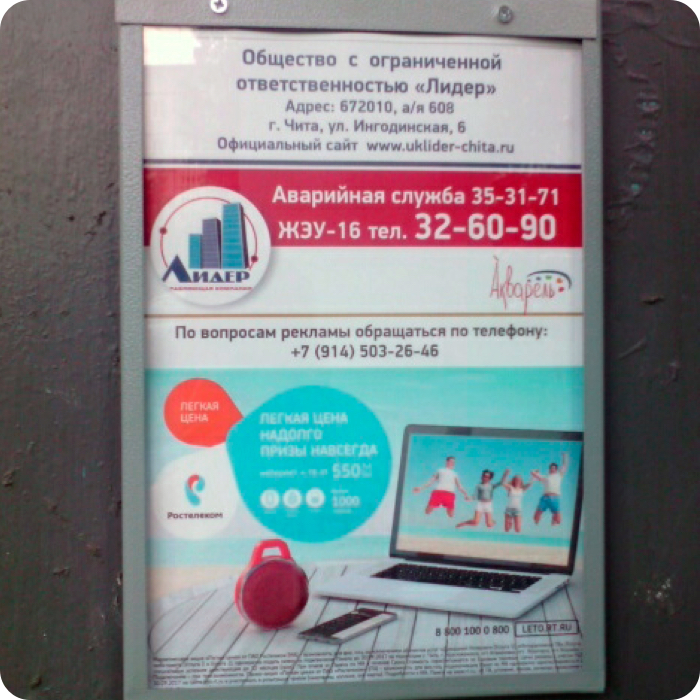 Общество с ограниченной
ответственностью «Лидер»
Адрес: 672010, а/я 608
г. Чита, ул. Ингодинская, 6
Официальный сайт www.uklider-chita.ru
Аварийная служба 35-31-71
ЖЭУ-16 тел. 32-60-90
ЛИДЕР
УПРАВЛЯЮЩАЯ КОМПАНИЯ
Акварель
По вопросам рекламы обращаться по телефону:
+7 (914) 503-26-46
ЛЕГКАЯ
ЦЕНА
ЛЕГКАЯ ЦЕНА
НАДОЛГО
ПРИЗЫ НАВСЕГДА
550
1000
Ростелеком
8 800 100 0 800 LETO.RT.RU